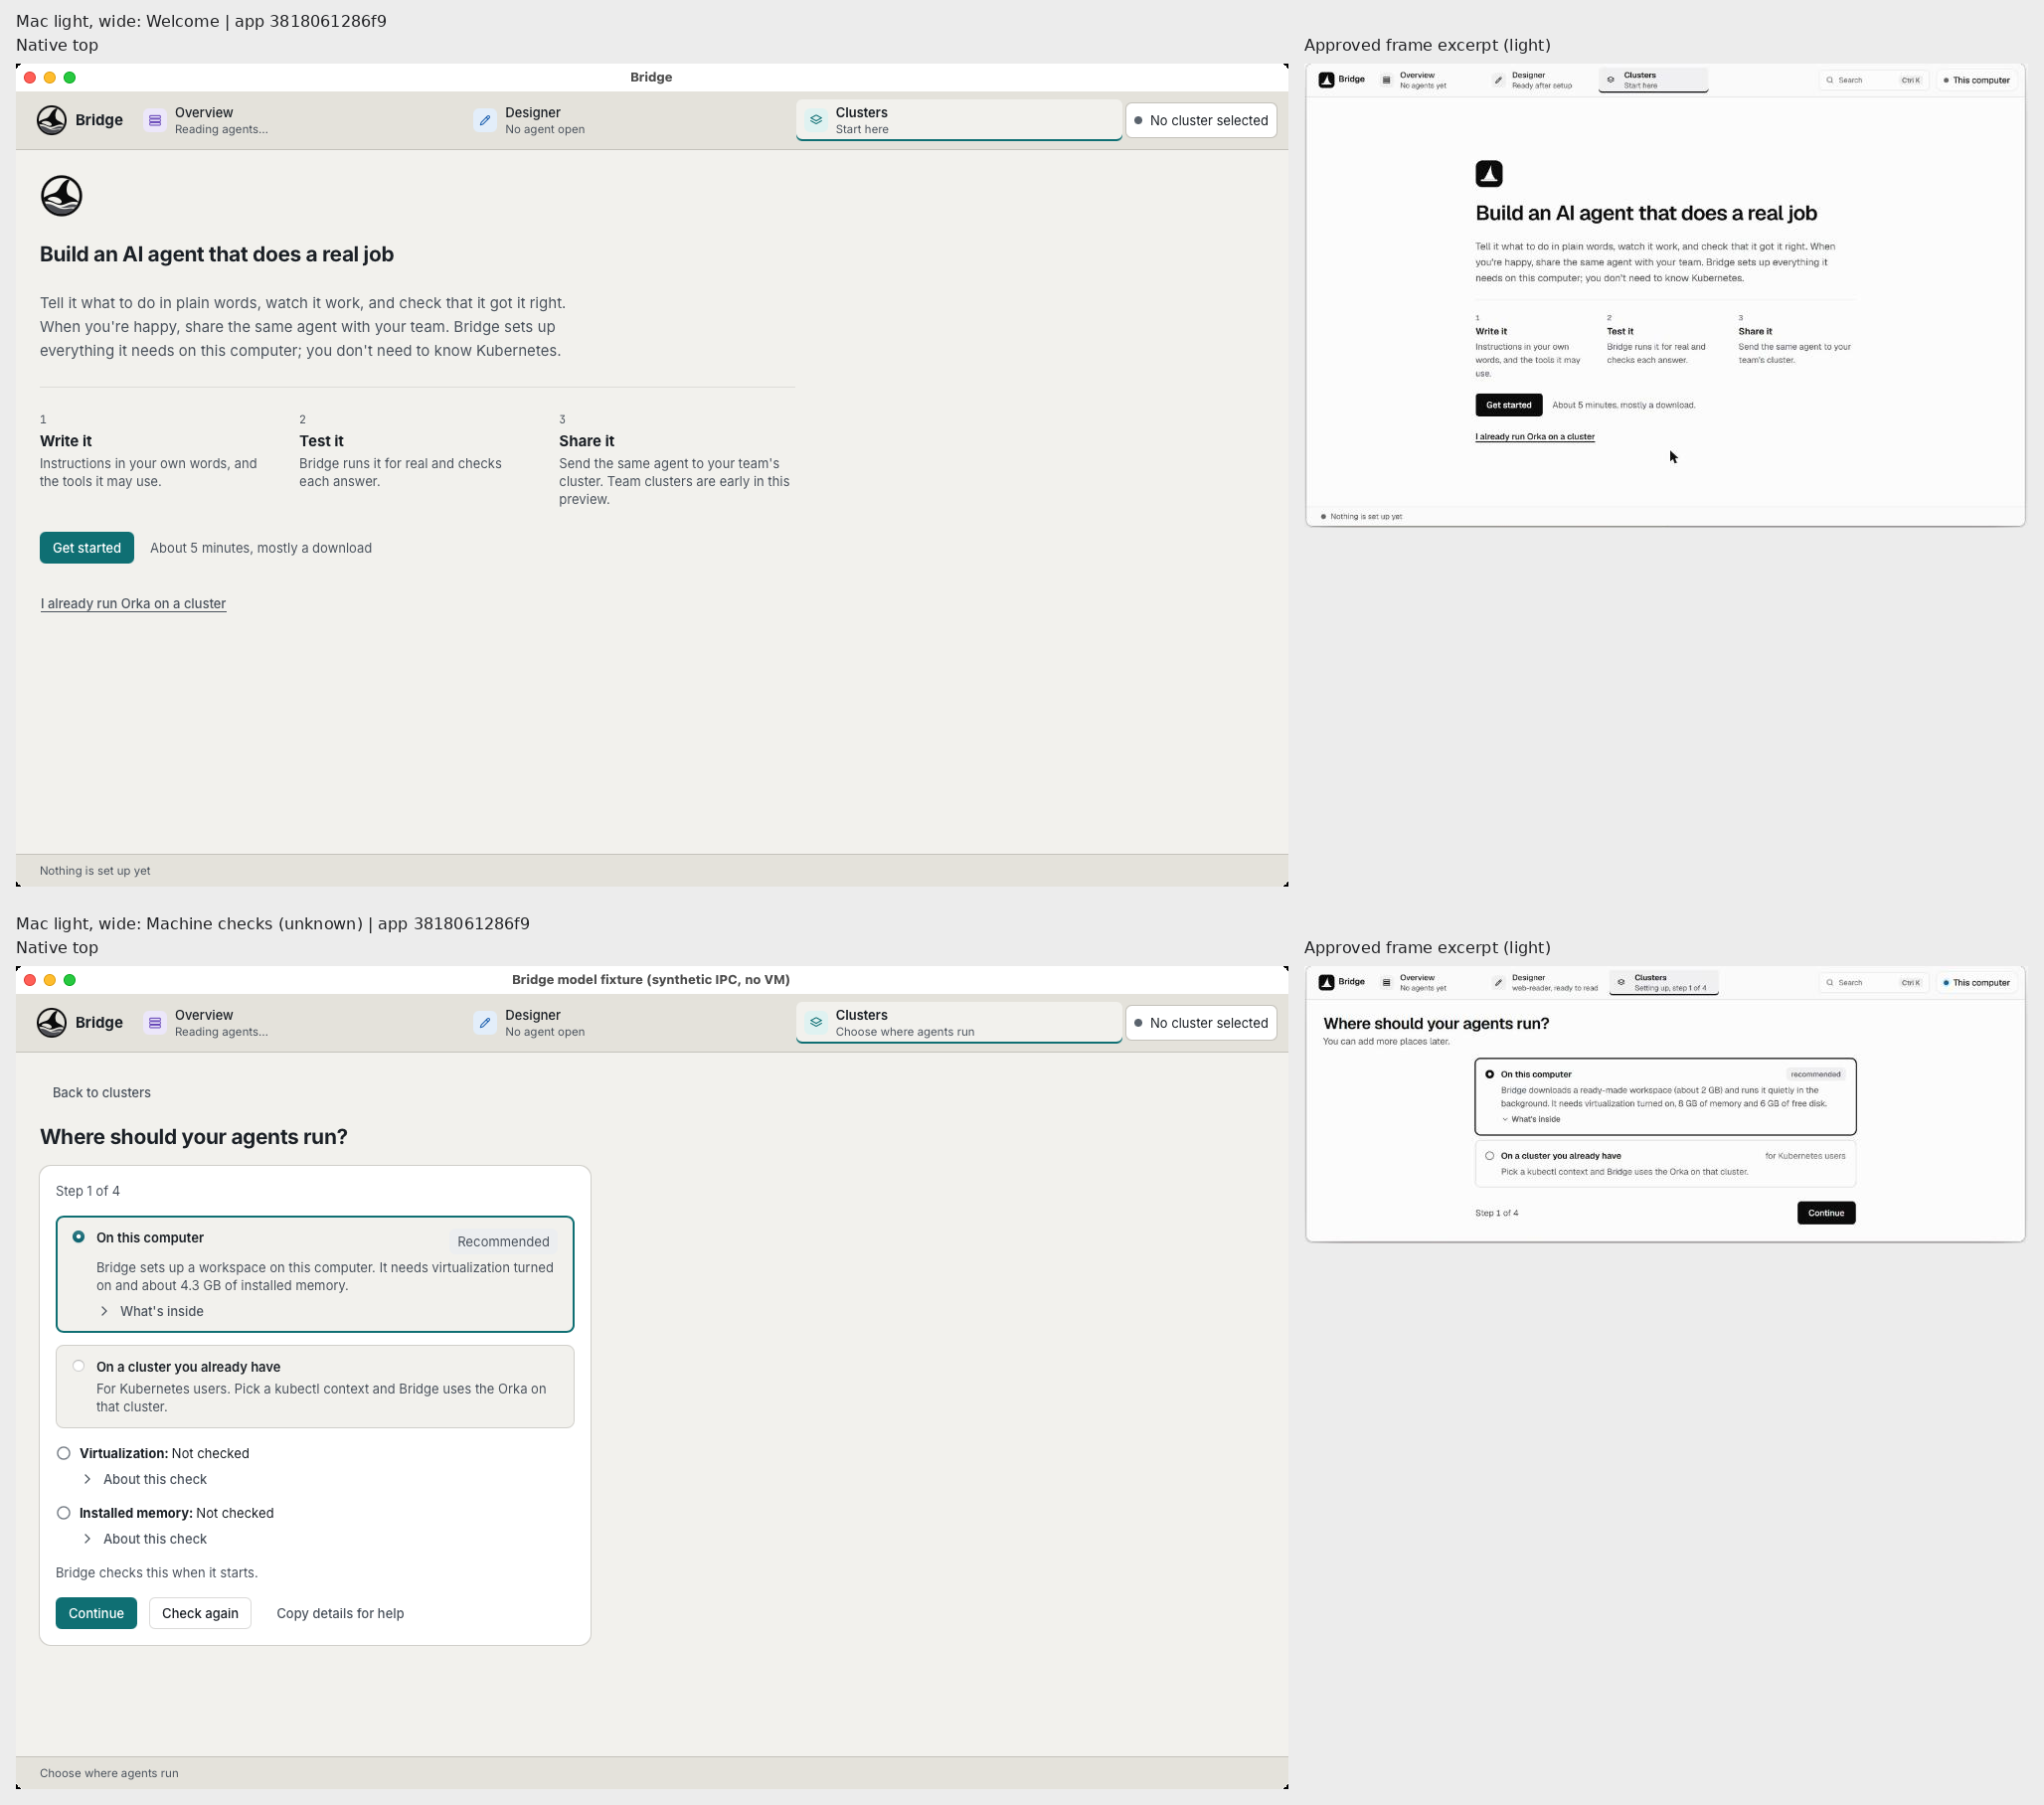 Mac light, wide: Welcome | app 3818061286f9
Native top
Bridge
Bridge
Overview
Reading agents...
Designer
No agent open
Clusters
Start here
No cluster selected
Build an AI agent that does a real job
Tell it what to do in plain words, watch it work, and check that it got it right.
When you're happy, share the same agent with your team. Bridge sets up
everything it needs on this computer; you don't need to know Kubernetes.
1
Write it
Instructions in your own words, and
the tools it may use.
2
Test it
Bridge runs it for real and checks
each answer.
3
Share it
Send the same agent to your team's
cluster. Team clusters are early in this
preview.
Get started
About 5 minutes, mostly a download
I already run Orka on a cluster
Nothing is set up yet
Approved frame excerpt (light)
Bridge
Overview
No agents yet
Designer
Ready after setup
Clusters
Start here
Search
Ctrl K
This computer
Build an AI agent that does a real job
Tell it what to do in plain words, watch it work, and check that it got it right. When
you're happy, share the same agent with your team. Bridge sets up everything it
needs on this computer; you don't need to know Kubernetes.
1
Write it
Instructions in your own
words, and the tools it may
use.
2
Test it
Bridge runs it for real and
checks each answer.
3
Share it
Send the same agent to your
team's cluster.
Get started
About 5 minutes, mostly a download.
I already run Orka on a cluster
Nothing is set up yet
Mac light, wide: Machine checks (unknown) | app 3818061286f9
Native top
Bridge model fixture (synthetic IPC, no VM)
Bridge
Overview
Reading agents...
Designer
No agent open
Clusters
Choose where agents run
No cluster selected
Back to clusters
Where should your agents run?
Step 1 of 4
On this computer
Recommended
Bridge sets up a workspace on this computer. It needs virtualization turned
on and about 4.3 GB of installed memory.
What's inside
On a cluster you already have
For Kubernetes users. Pick a kubectl context and Bridge uses the Orka on
that cluster.
Virtualization: Not checked
About this check
Installed memory: Not checked
About this check
Bridge checks this when it starts.
Continue
Check again
Copy details for help
Choose where agents run
Approved frame excerpt (light)
Bridge
Overview
No agents yet
Designer
web-reader, ready to read
Clusters
Setting up, step 1 of 4
Search
Ctrl K
This computer
Where should your agents run?
You can add more places later.
On this computer
recommended
Bridge downloads a ready-made workspace (about 2 GB) and runs it quietly in the
background. It needs virtualization turned on, 8 GB of memory and 6 GB of free disk.
What's inside
On a cluster you already have
for Kubernetes users
Pick a kubectl context and Bridge uses the Orka on that cluster.
Step 1 of 4
Continue